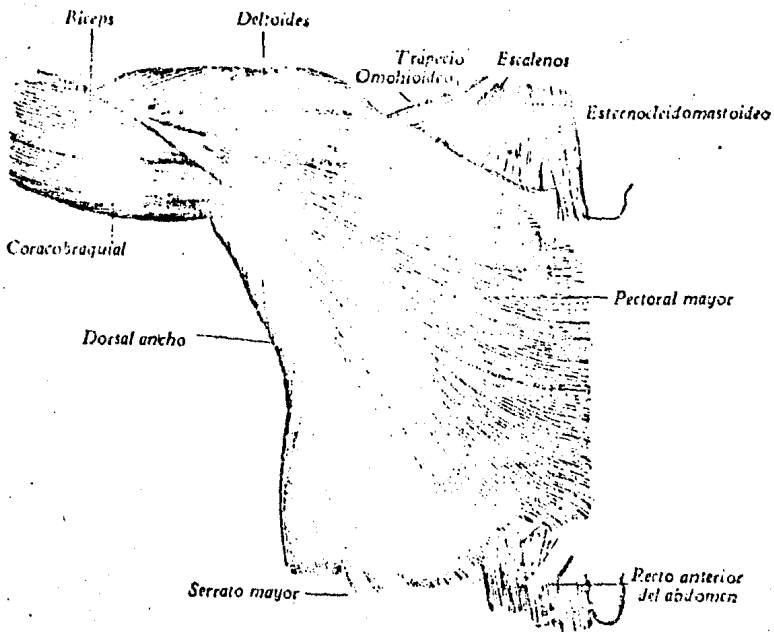 Biceps
Deltoides
Trapecio
Omohioideo
Escalenos
Esternocleidomastoideo
Coracobraquial
Pectoral mayor
Dorsal ancho
Serrato mayor
Recto anterior
del abdomen